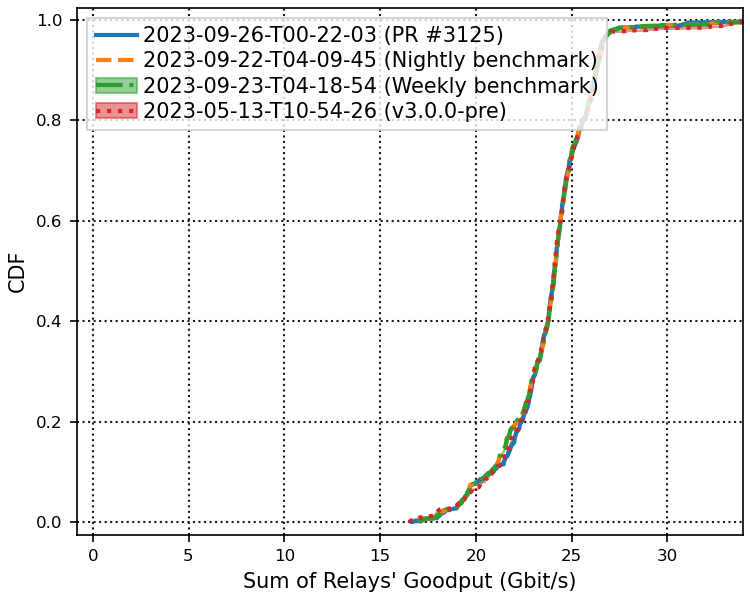 2023-09-26-T00-22-03 (PR #3125)
2023-09-22-T04-09-45 (Nightly benchmark)
2023-09-23-T04-18-54 (Weekly benchmark)
2023-05-13-T10-54-26 (v3.0.0-pre)
1.0
0.8
0.6
0.4
0.2
0.0
CDF
0 5 10 15 20 25 30
Sum of Relays' Goodput (Gbit/s)